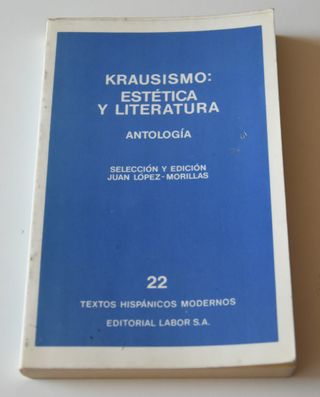 KRAUSISMO:
ESTÉTICA
Y LITERATURA
ANTOLOGÍA
SELECCIÓN Y EDICIÓN
JUAN LÓPEZ-MORILLAS
22
TEXTOS HISPÁNICOS MODERNOS
EDITORIAL LABOR S.A.